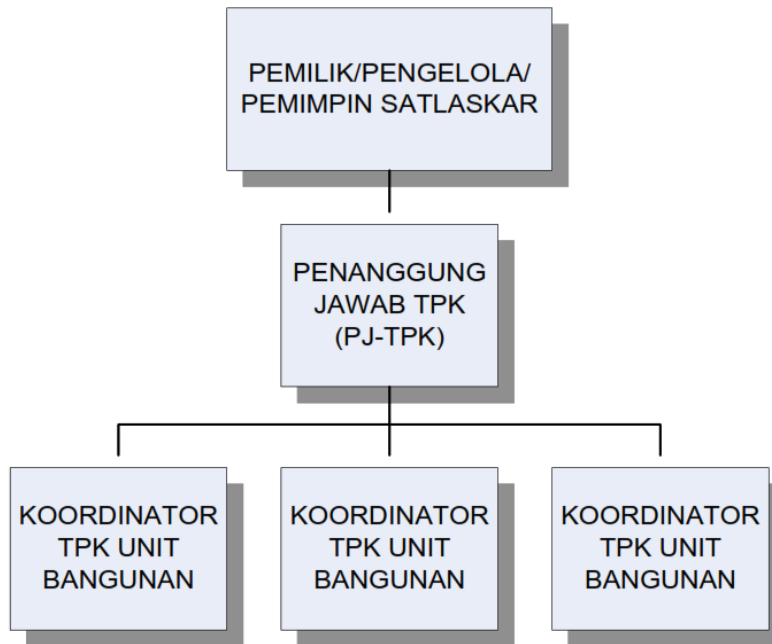 PEMILIK/PENGELOLA/
PEMIMPIN SATLASKAR
PENANGGUNG
JAWAB TPK
(PJ-TPK)
KOORDINATOR
TPK UNIT
BANGUNAN
KOORDINATOR
TPK UNIT
BANGUNAN
KOORDINATOR
TPK UNIT
BANGUNAN